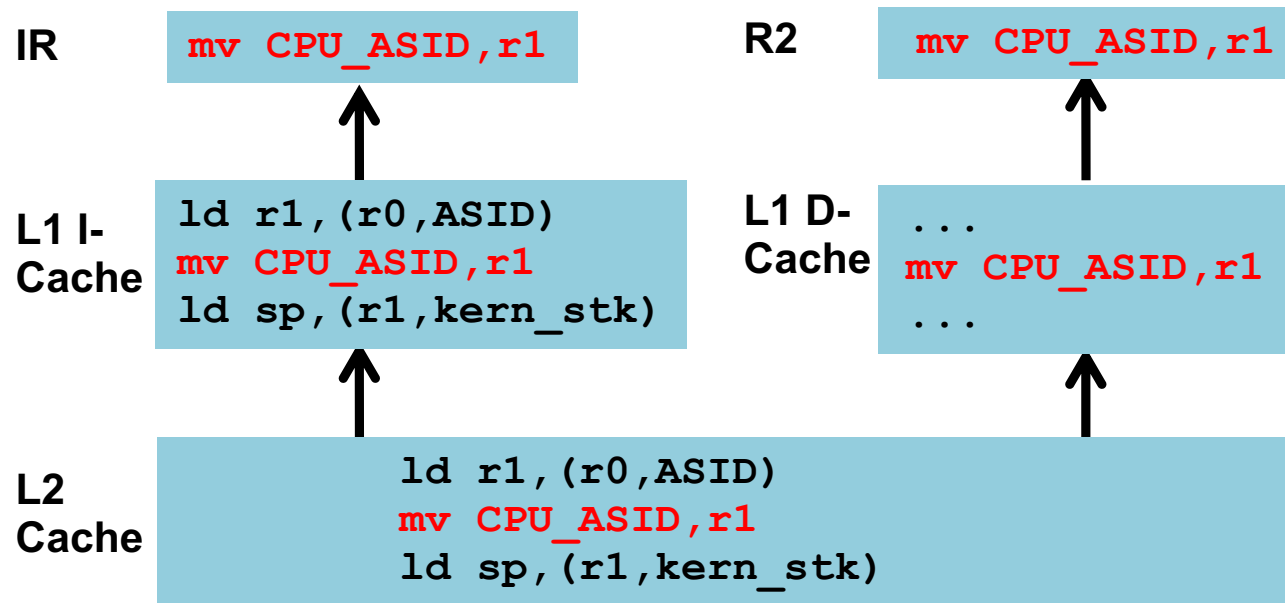 IR
mv CPU_ASID,r1
R2
mv CPU_ASID,r1
L1 I-
Cache
ld r1,(r0,ASID)
mv CPU_ASID,r1
ld sp,(r1,kern_stk)
L1 D-
Cache
...
mv CPU_ASID,r1
...
L2
Cache
ld r1,(r0,ASID)
mv CPU_ASID,r1
ld sp,(r1,kern_stk)